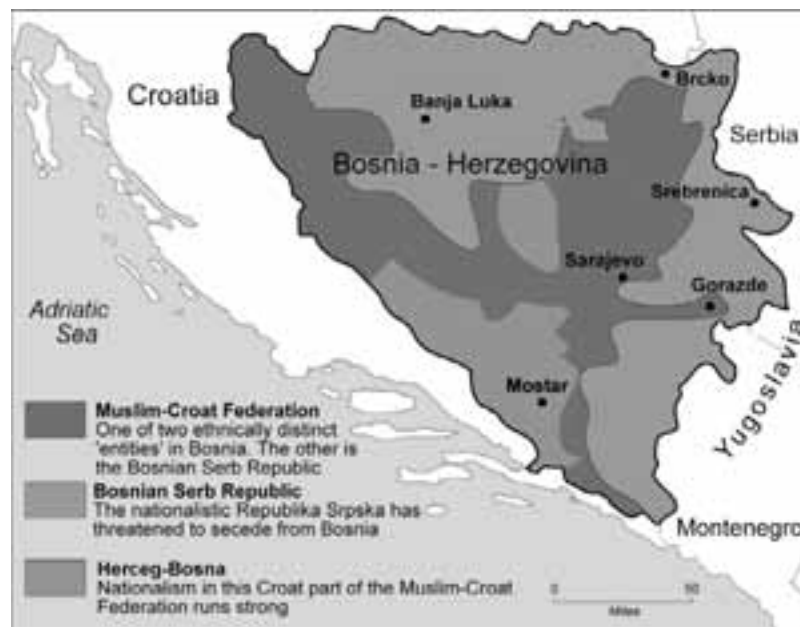 Croatia
Banja Luka
Brcko
Serbia
Bosnia - Herzegovina
Srebrenica
Sarajevo
Gorazde
Adriatic
Sea
Mostar
Yugoslavia
Montenegro
Muslim-Croat Federation
One of two ethnically distinct
'entities' in Bosnia. The other is
the Bosnian Serb Republic
Bosnian Serb Republic
The nationalistic Republika Srpska has
threatened to secede from Bosnia
Herceg-Bosna
Nationalism in this Croat part of the Muslim-Croat
Federation runs strong
0 50
Miles